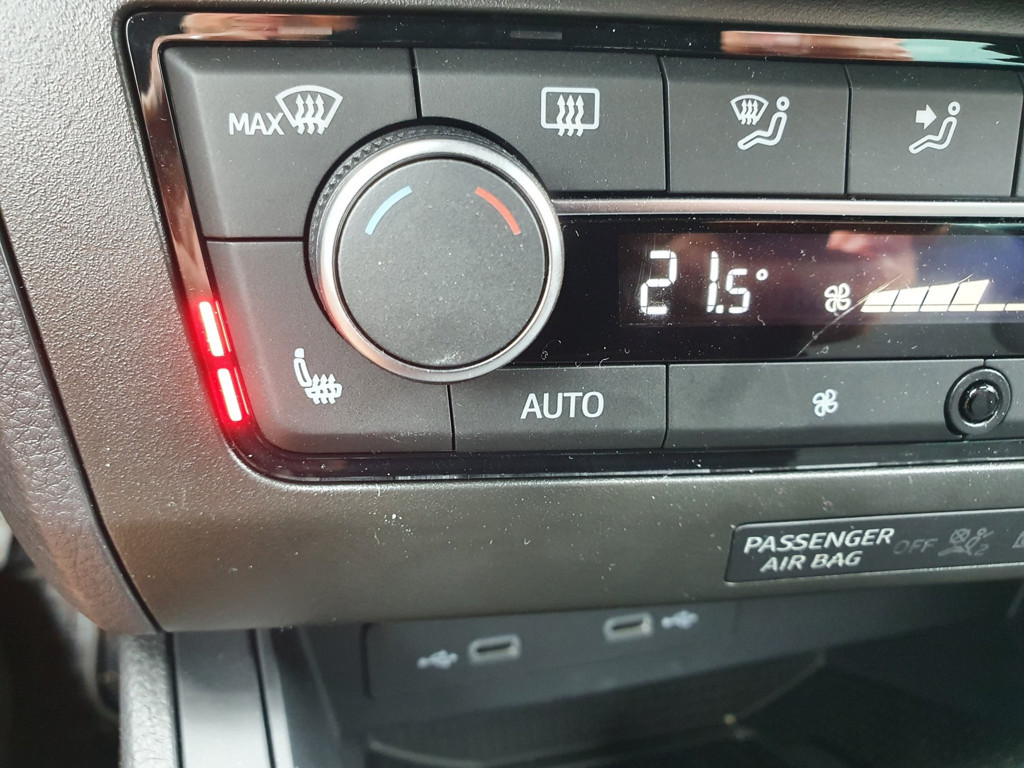 MAX
21.5°
AUTO
PASSENGER OFF
AIR BAG